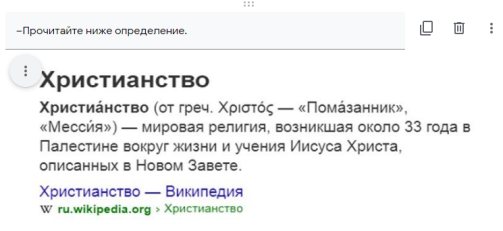 –Прочитайте ниже определение.
Христианство
Христиа́нство (от греч. Χριστός — «Пома́занник»,
«Месси́я») — мировая религия, возникшая около 33 года в
Палестине вокруг жизни и учения Иисуса Христа,
описанных в Новом Завете.
Христианство — Википедия
W ru.wikipedia.org › Христианство